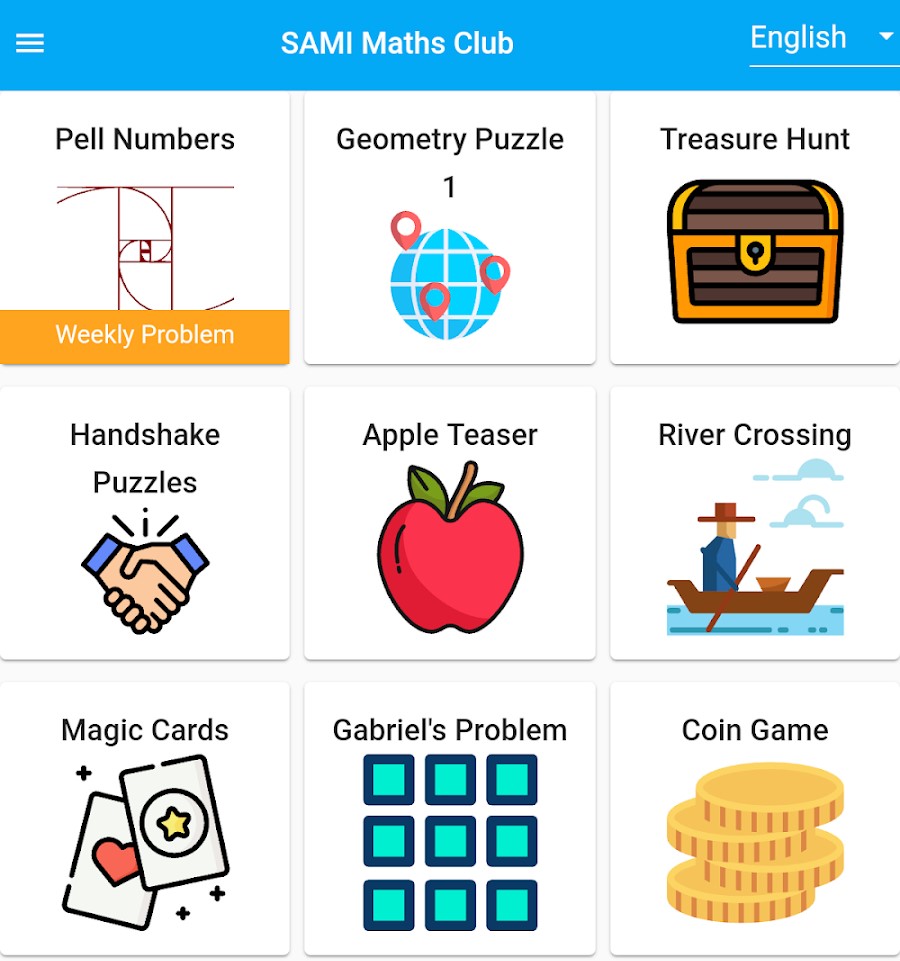 SAMI Maths Club
English
Pell Numbers
Weekly Problem
Geometry Puzzle
1
Treasure Hunt
Handshake
Puzzles
Apple Teaser
River Crossing
Magic Cards
Gabriel's Problem
Coin Game